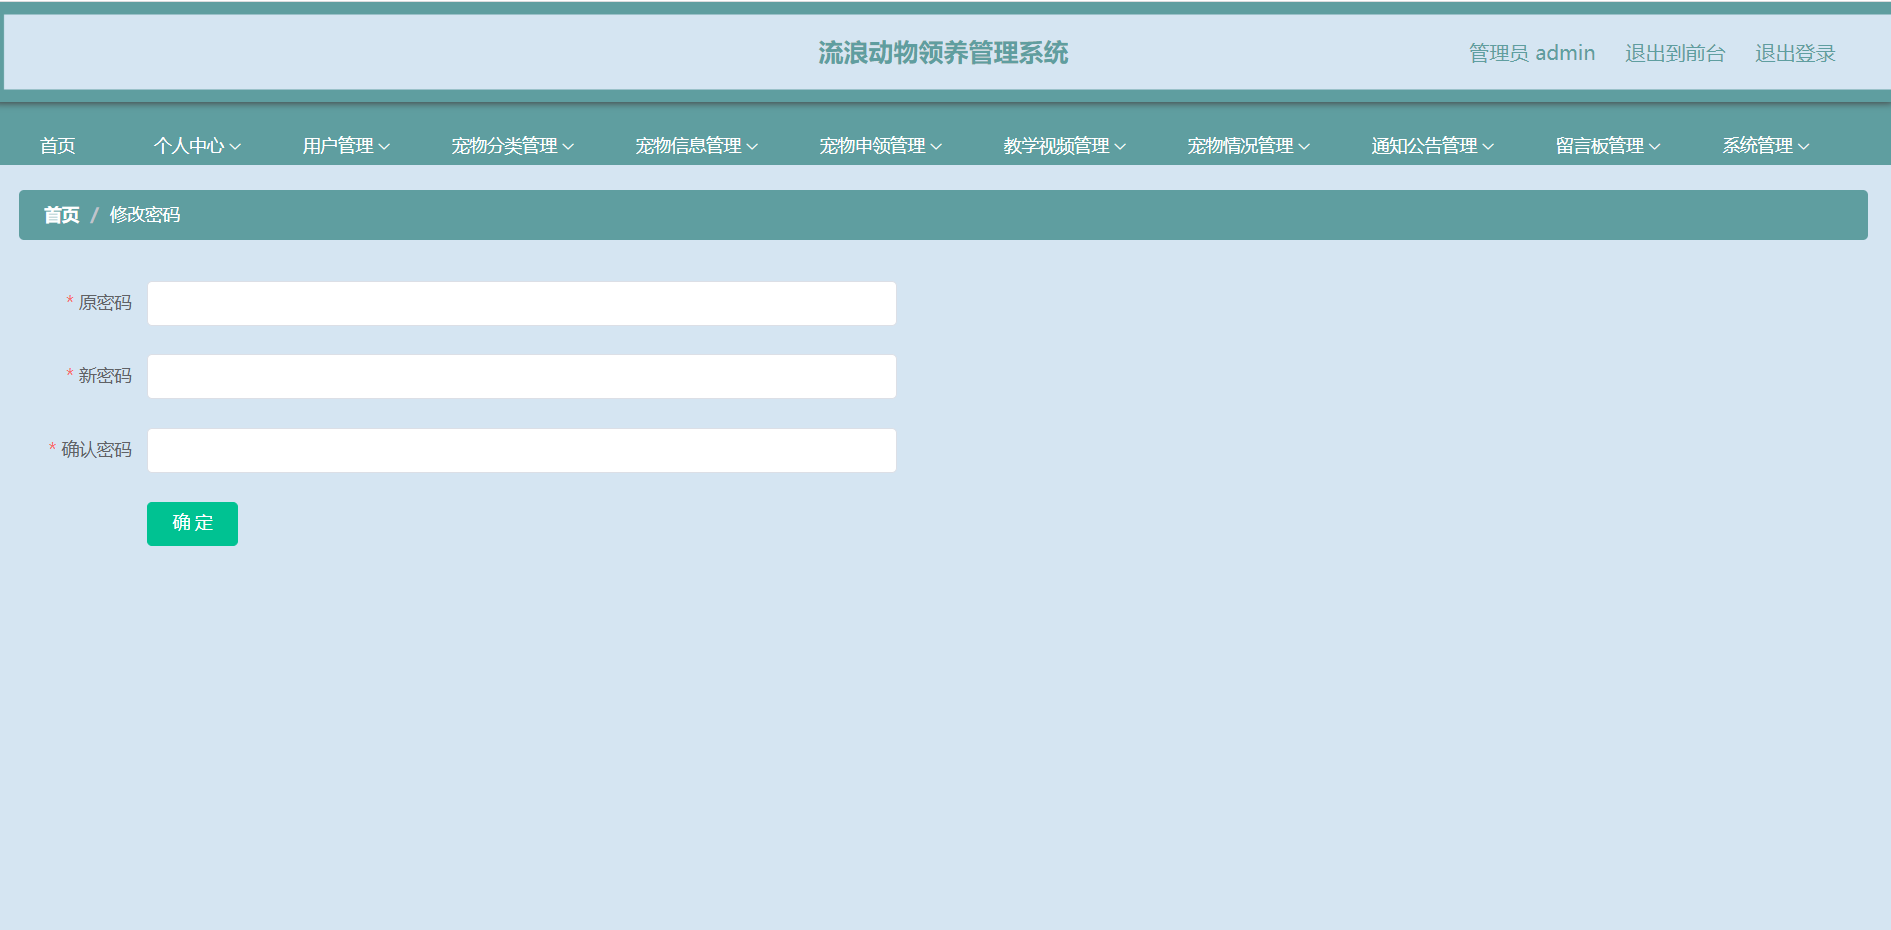 流浪动物领养管理系统
管理员 admin 退出到前台 退出登录
首页 个人中心 用户管理 宠物分类管理 宠物信息管理 宠物申领管理 教学视频管理 宠物情况管理 通知公告管理 留言板管理 系统管理
首页 / 修改密码
* 原密码
* 新密码
* 确认密码
确 定